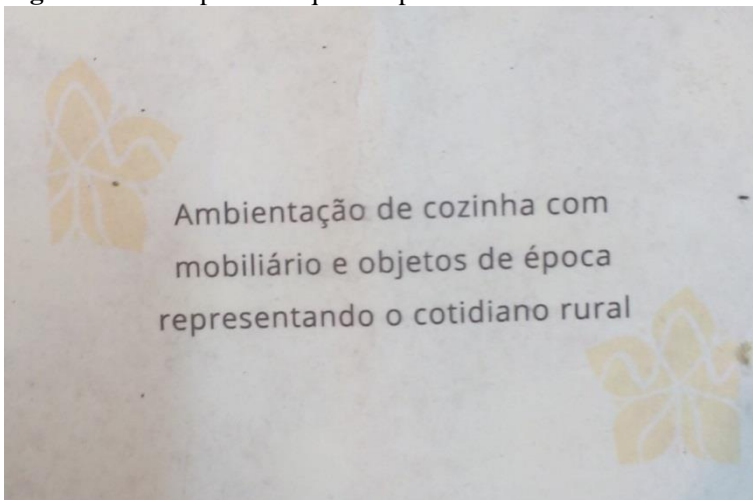 Ambientação de cozinha com
mobiliário e objetos de época
representando o cotidiano rural